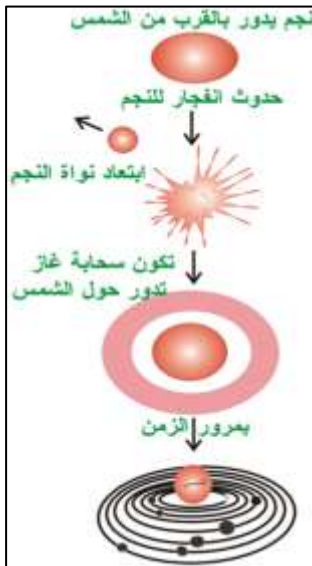 نجم يدور بالقرب من الشمس
حدوث انفجار للنجم
ابتعاد نواة النجم
تكون سحابة غاز
تدور حول الشمس
بمرور الزمن